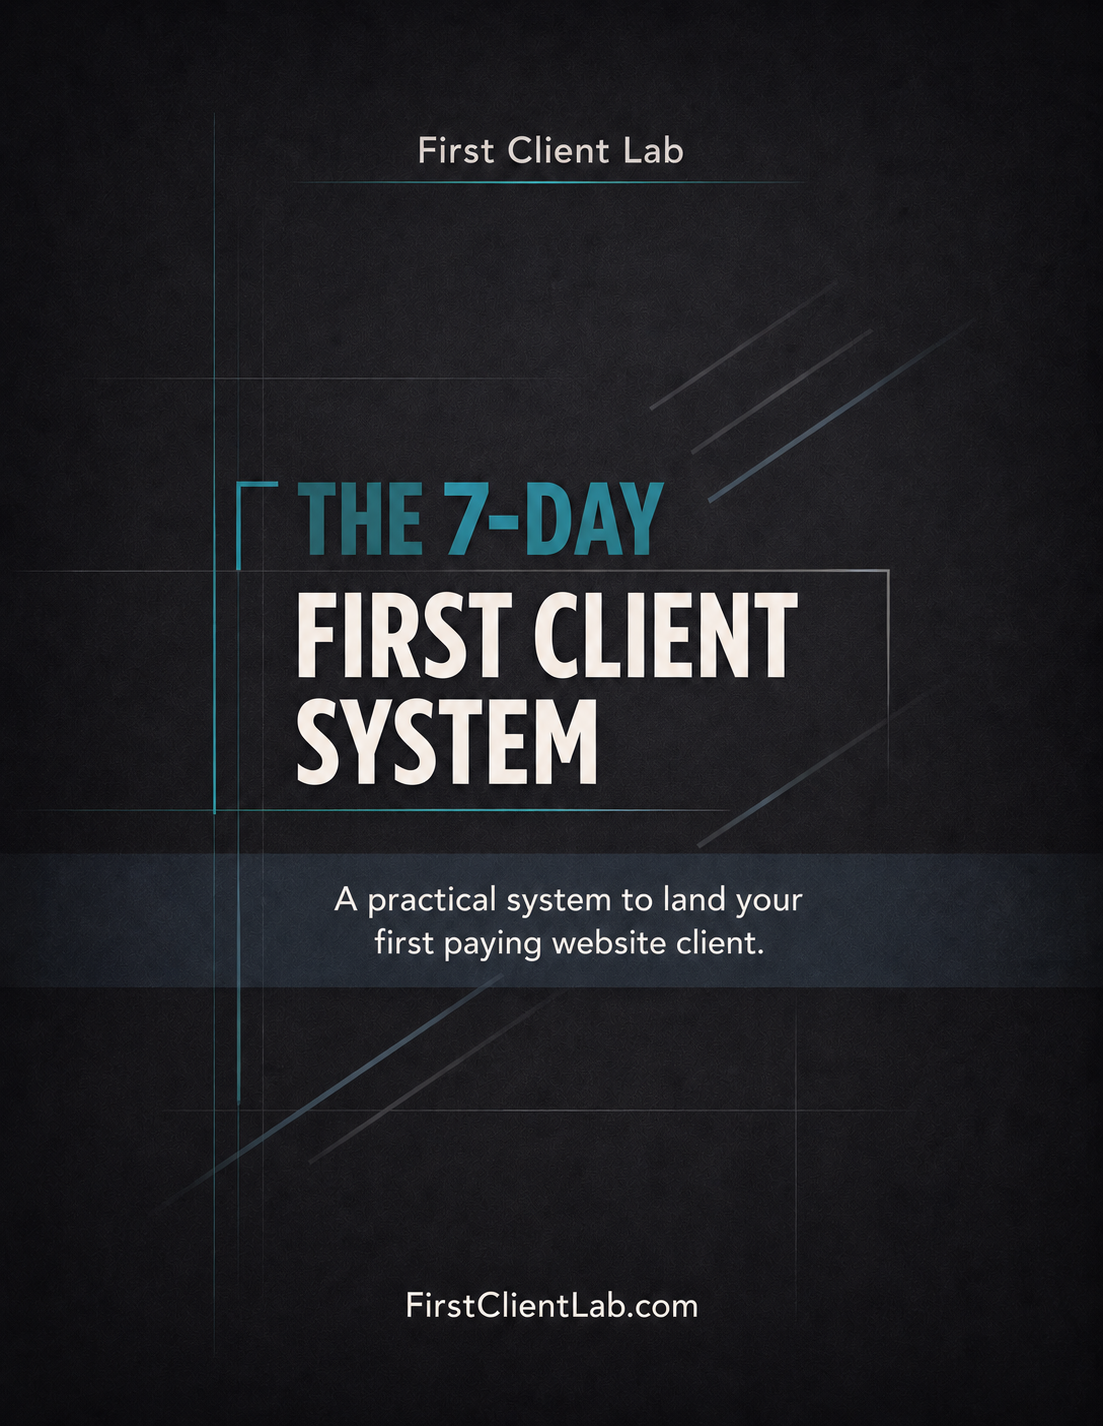 First Client Lab
THE 7-DAY
FIRST CLIENT
SYSTEM
A practical system to land your
first paying website client.
FirstClientLab.com